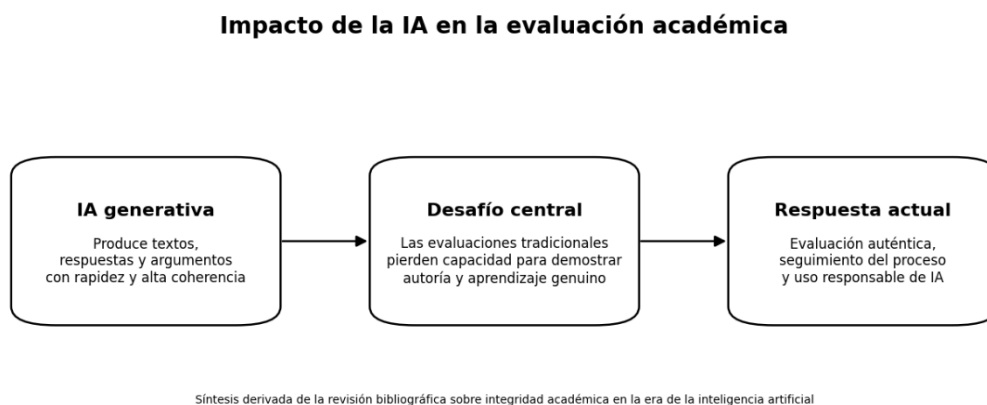 Impacto de la IA en la evaluación académica
IA generativa
Produce textos,
respuestas y argumentos
con rapidez y alta coherencia
Desafío central
Las evaluaciones tradicionales
pierden capacidad para demostrar
autoría y aprendizaje genuino
Respuesta actual
Evaluación auténtica,
seguimiento del proceso
y uso responsable de IA
Síntesis derivada de la revisión bibliográfica sobre integridad académica en la era de la inteligencia artificial